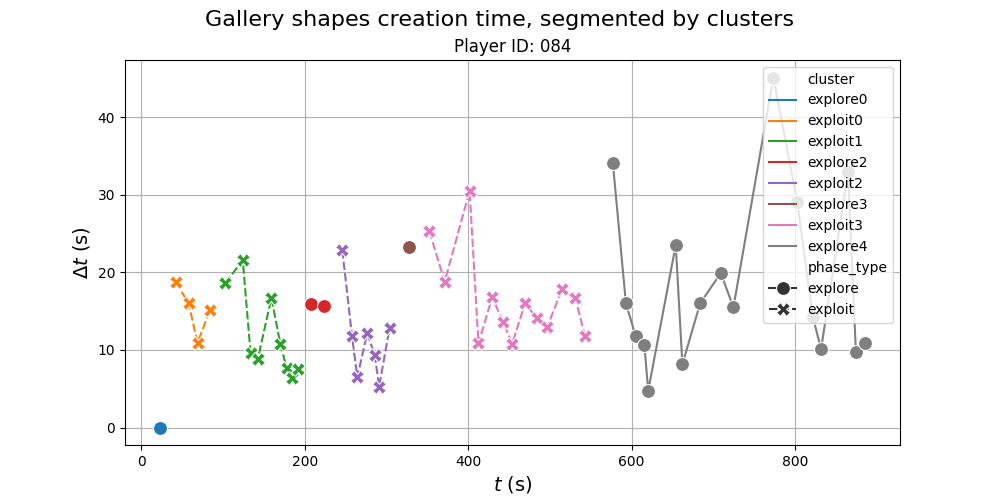 Gallery shapes creation time, segmented by clusters
Player ID: 084
Δt (s)
40
30
20
10
0
0 200 400 600 800
t (s)
cluster
explore0
exploit0
exploit1
explore2
exploit2
explore3
exploit3
explore4
phase_type
explore
exploit